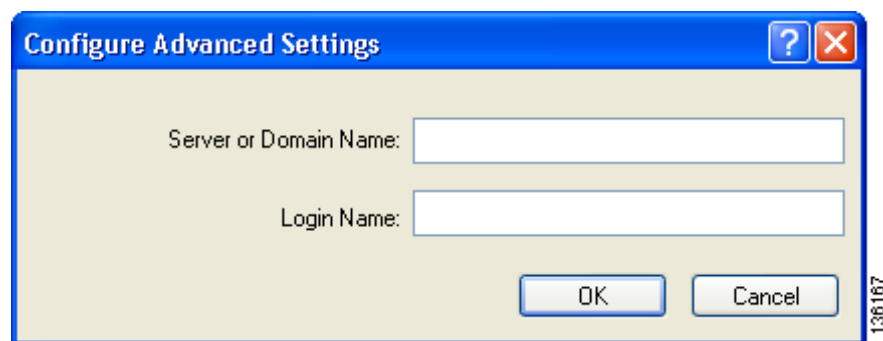 Configure Advanced Settings
?
Server or Domain Name:
Login Name:
OK Cancel
136167